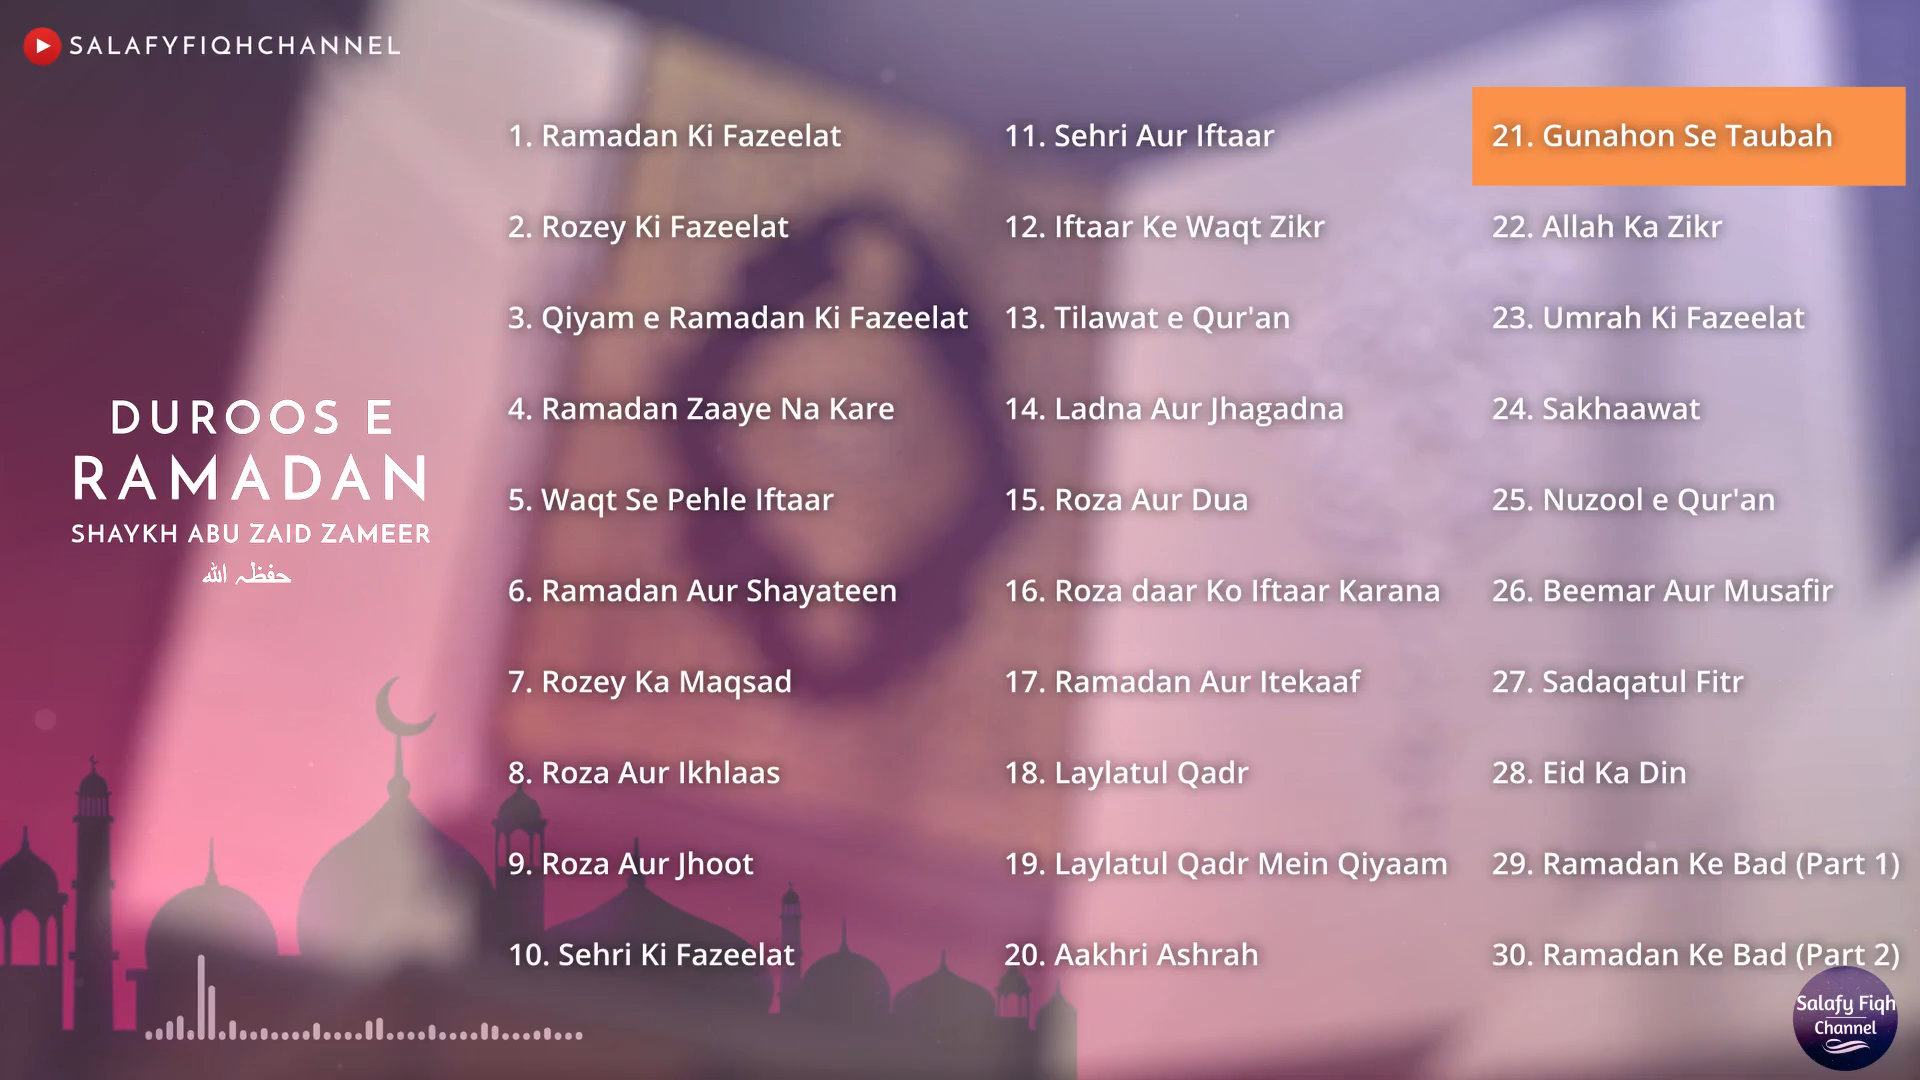 SALAFYFIQHCHANNEL
DUROOS E
RAMADAN
SHAYKH ABU ZAID ZAMEER
حفظہ اللہ
1. Ramadan Ki Fazeelat
2. Rozey Ki Fazeelat
3. Qiyam e Ramadan Ki Fazeelat
4. Ramadan Zaaye Na Kare
5. Waqt Se Pehle Iftaar
6. Ramadan Aur Shayateen
7. Rozey Ka Maqsad
8. Roza Aur Ikhlaas
9. Roza Aur Jhoot
10. Sehri Ki Fazeelat
11. Sehri Aur Iftaar
12. Iftaar Ke Waqt Zikr
13. Tilawat e Qur'an
14. Ladna Aur Jhagadna
15. Roza Aur Dua
16. Roza daar Ko Iftaar Karana
17. Ramadan Aur Itekaaf
18. Laylatul Qadr
19. Laylatul Qadr Mein Qiyaam
20. Aakhri Ashrah
21. Gunahon Se Taubah
22. Allah Ka Zikr
23. Umrah Ki Fazeelat
24. Sakhaawat
25. Nuzool e Qur'an
26. Beemar Aur Musafir
27. Sadaqatul Fitr
28. Eid Ka Din
29. Ramadan Ke Bad (Part 1)
30. Ramadan Ke Bad (Part 2)
Salafy Fiqh
Channel